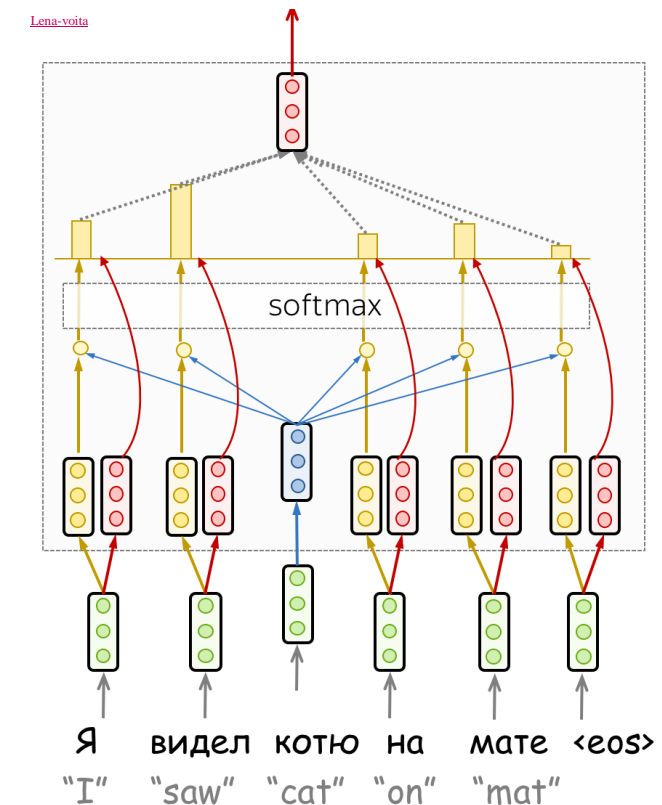 Lena-voita
softmax
Я видел котю на мате <eos>
"I" "saw" "cat" "on" "mat"